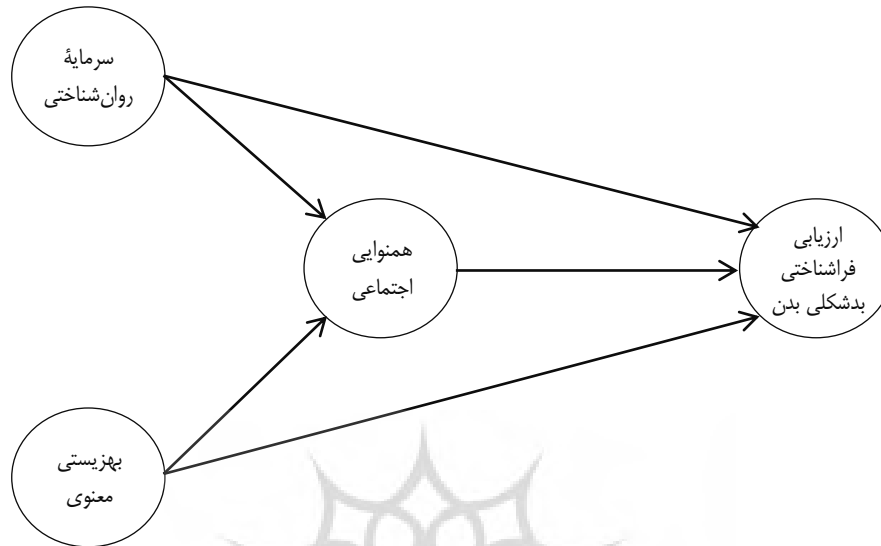 سرمایهٔ
روان‌شناختی
همنوایی
اجتماعی
ارزیابی
فراشناختی
بدشکلی بدن
بهزیستی
معنوی